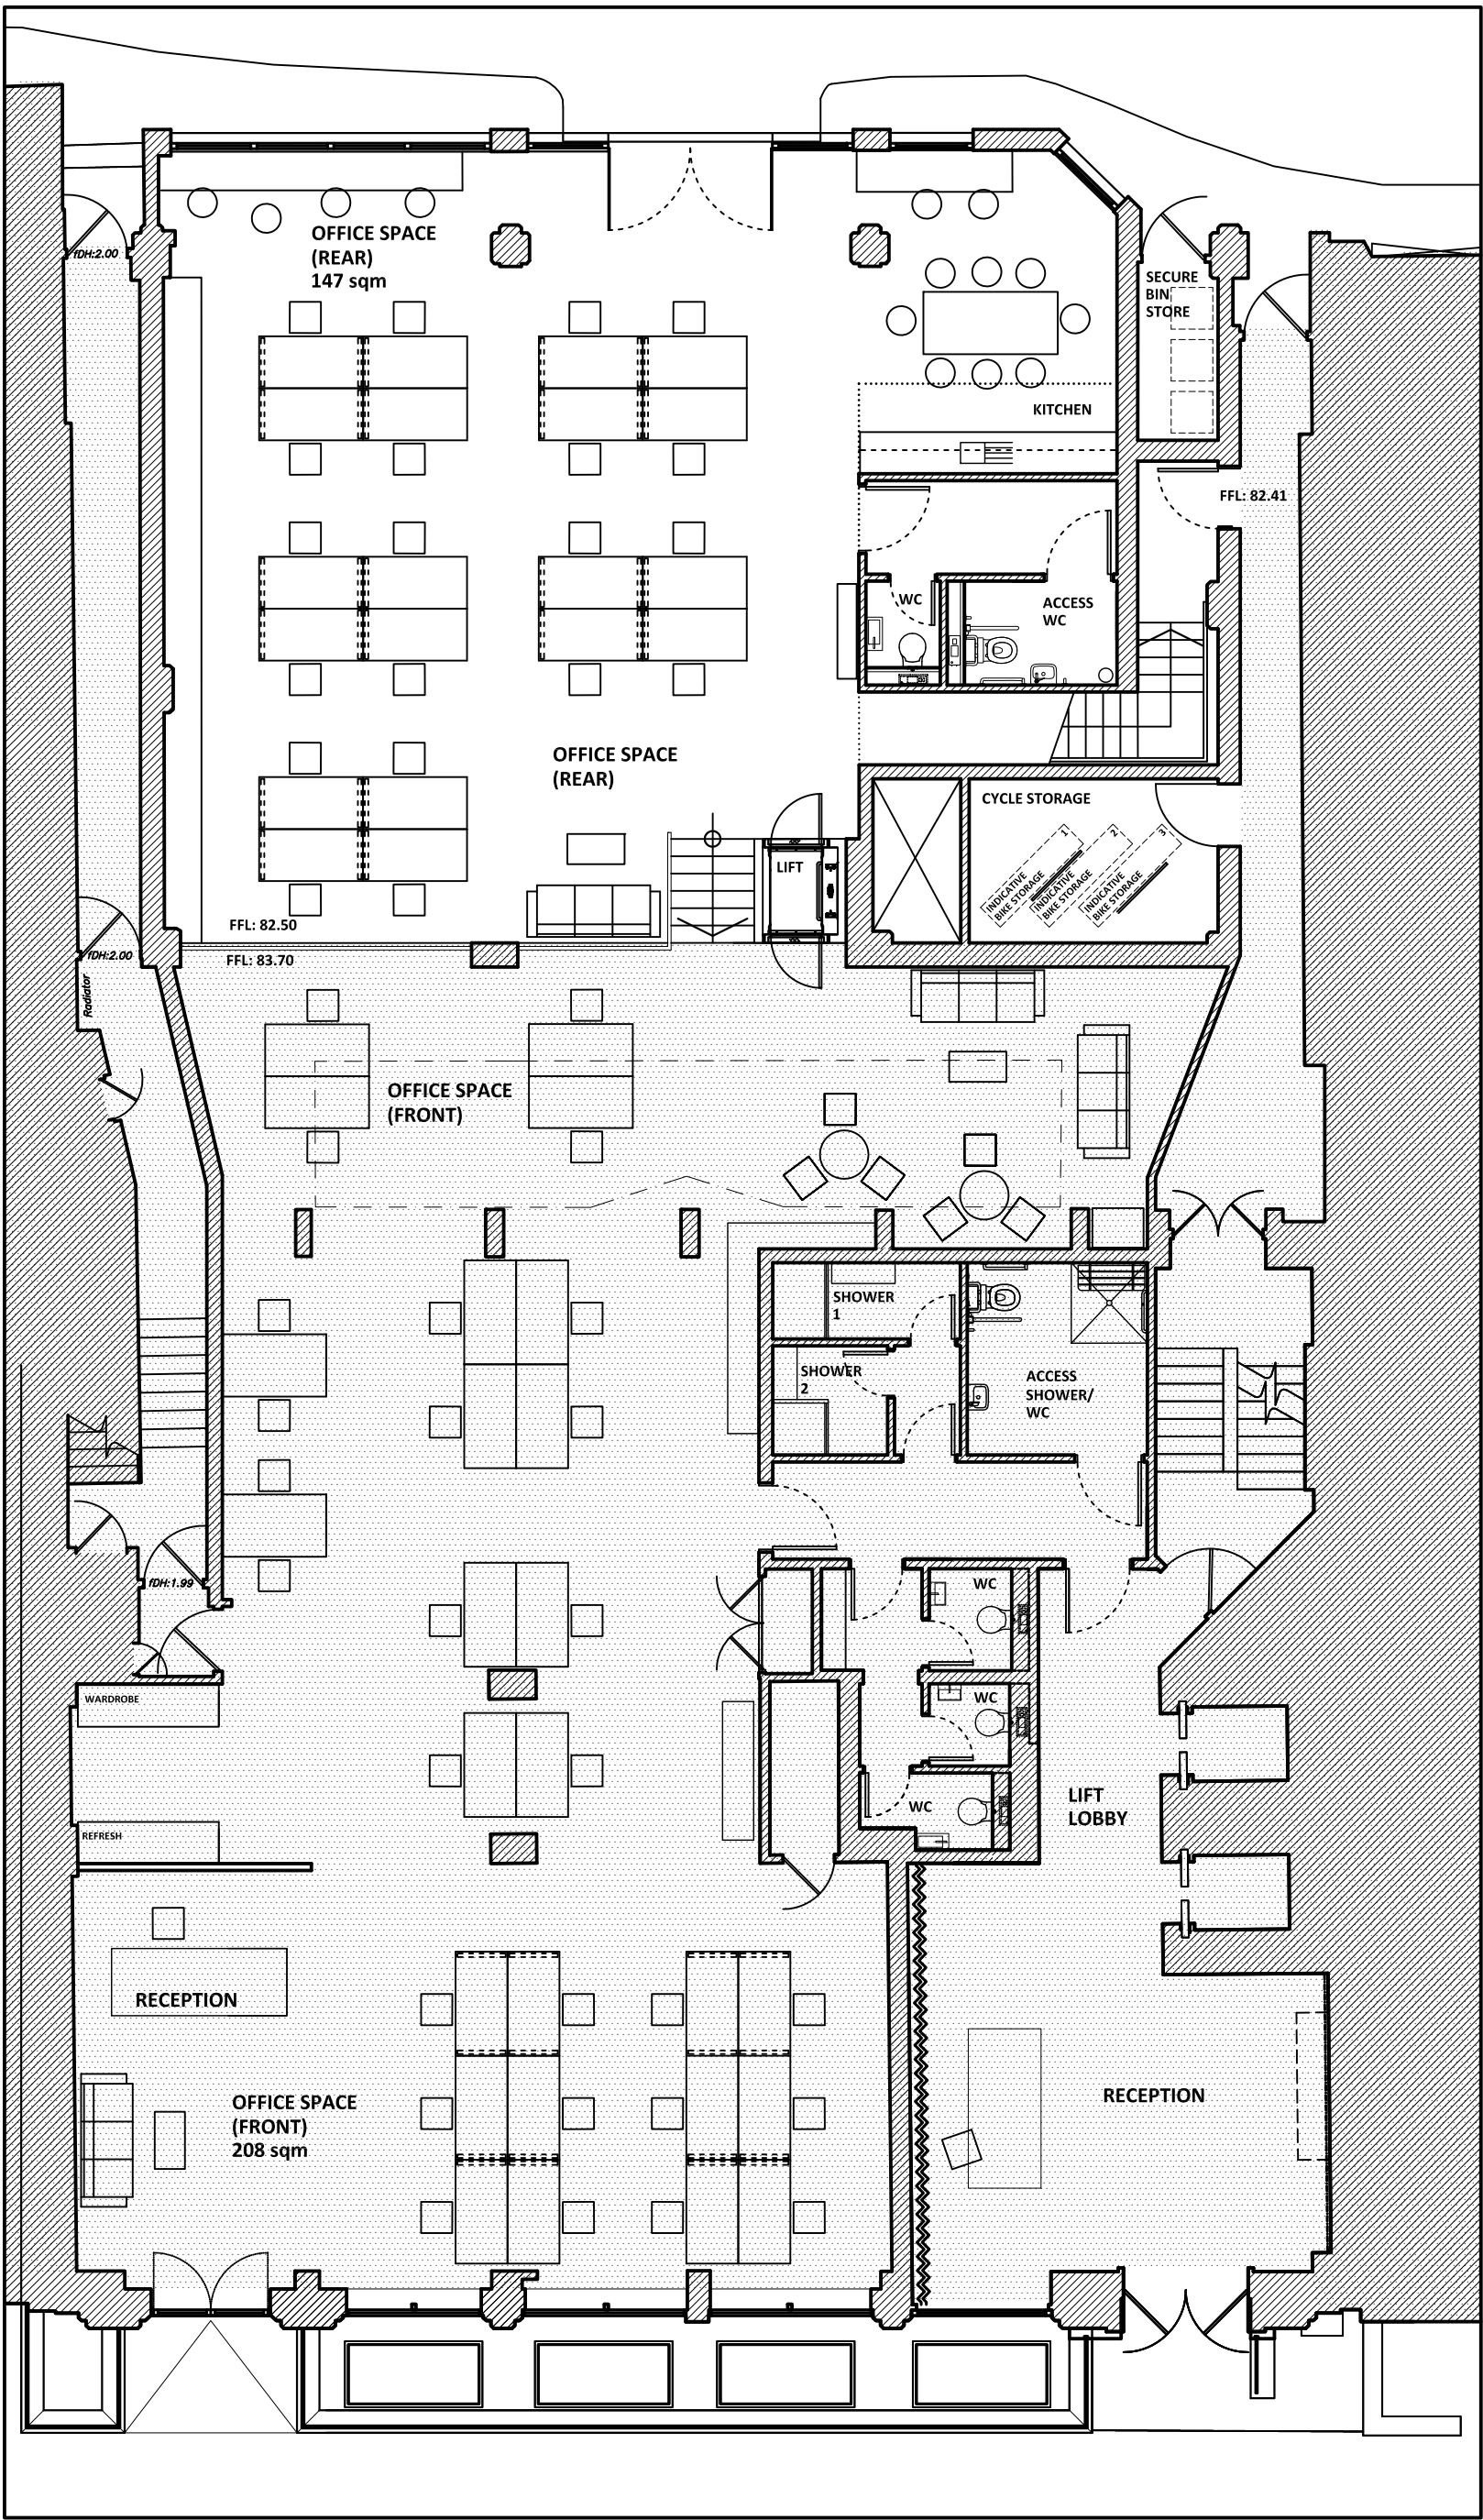 OFFICE SPACE
(REAR)
147 sqm
fDH:2.00
SECURE
BIN
STORE
KITCHEN
FFL: 82.41
WC
ACCESS
WC
OFFICE SPACE
(REAR)
CYCLE STORAGE
LIFT
1
2
3
INDICATIVE
BIKE STORAGE
INDICATIVE
BIKE STORAGE
INDICATIVE
BIKE STORAGE
FFL: 82.50
FFL: 83.70
fDH:2.00
Radiator
OFFICE SPACE
(FRONT)
SHOWER
1
SHOWER
2
ACCESS
SHOWER/
WC
fDH:1.99
WC
WARDROBE
WC
LIFT
LOBBY
WC
REFRESH
RECEPTION
OFFICE SPACE
(FRONT)
208 sqm
RECEPTION